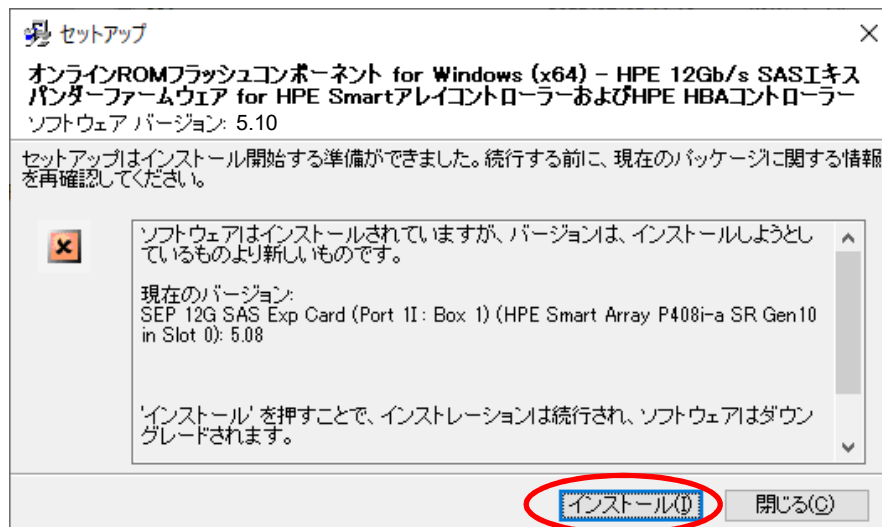 セットアップ
オンラインROMフラッシュコンポーネント for Windows (x64) – HPE 12Gb/s SASエキス
パンダーファームウェア for HPE SmartアレイコントローラーおよびHPE HBAコントローラー
ソフトウェア バージョン: 5.10
セットアップはインストール開始する準備ができました。続行する前に、現在のパッケージに関する情報
を再確認してください。
ソフトウェアはインストールされていますが、バージョンは、インストールしようとし
ているものより新しいものです。
現在のバージョン:
SEP 12G SAS Exp Card (Port 1I : Box 1) (HPE Smart Array P408i-a SR Gen10
in Slot 0): 5.08
'インストール' を押すことで、インストレーションは続行され、ソフトウェアはダウン
グレードされます。
インストール(I)
閉じる(C)